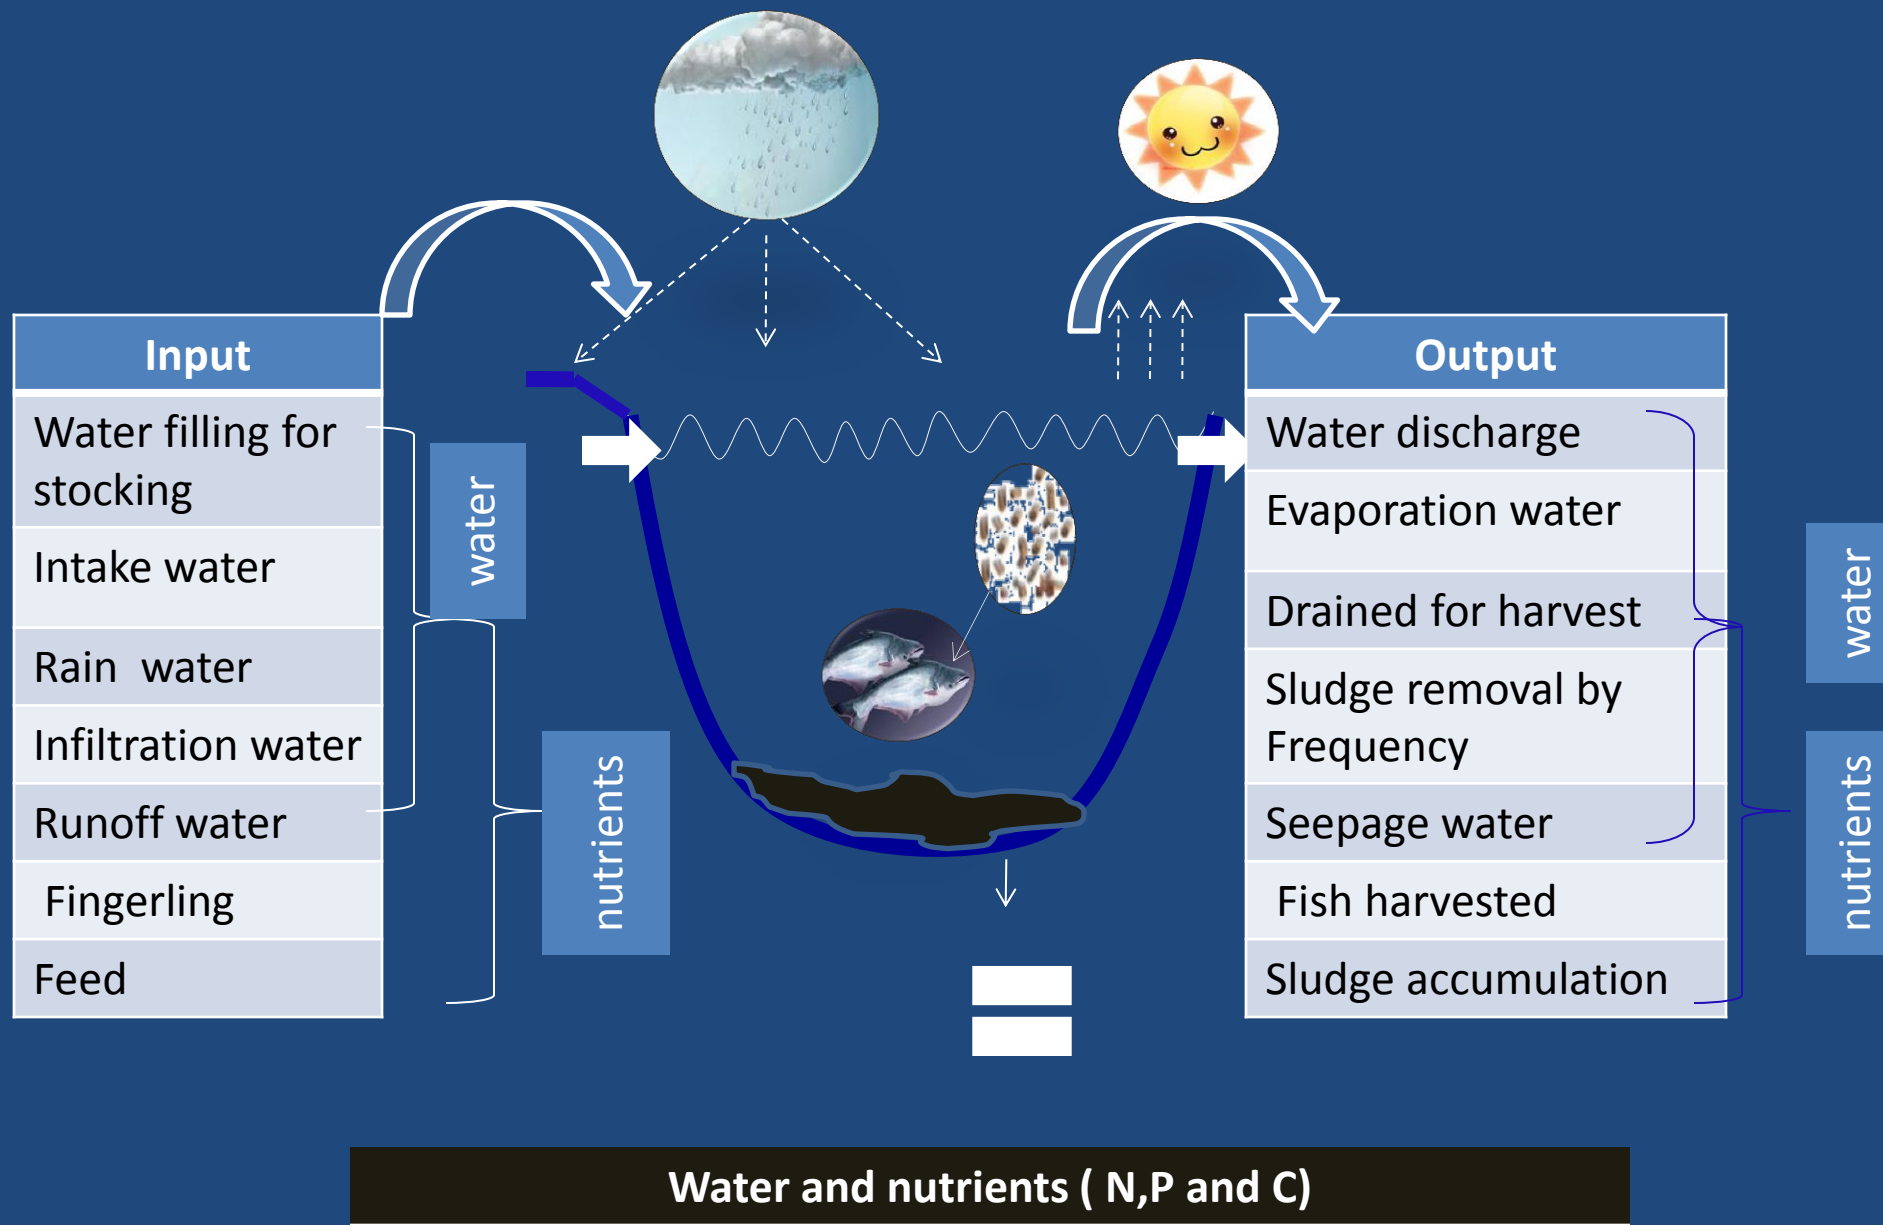 Input
Water filling for
stocking
Intake water
Rain  water
Infiltration water
Runoff water
Fingerling
Feed
water
nutrients
Output
Water discharge
Evaporation water
Drained for harvest
Sludge removal by
Frequency
Seepage water
Fish harvested
Sludge accumulation
water
nutrients
Water and nutrients ( N,P and C)